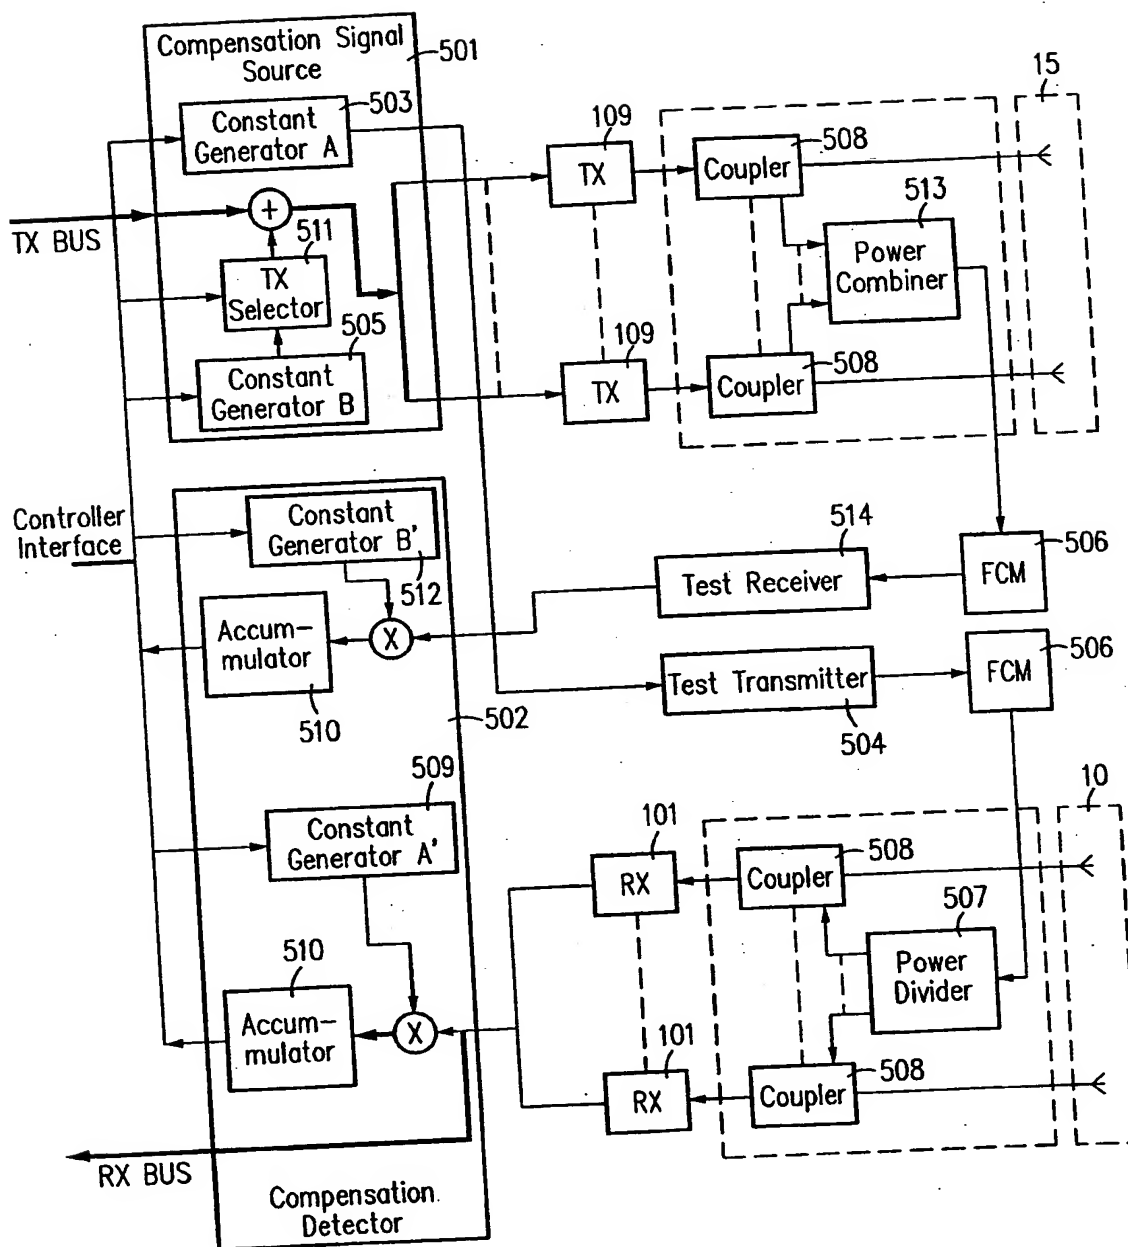 Compensation Signal
Source
501
503
Constant
Generator A
TX BUS
+
511
TX
Selector
505
Constant
Generator B
109
TX
109
TX
508
Coupler
513
Power
Combiner
508
Coupler
15
Controller
Interface
Constant
Generator B'
512
Accum-
mulator
510
X
502
514
Test Receiver
506
FCM
Test Transmitter
504
506
FCM
509
Constant
Generator A'
510
Accum-
mulator
X
101
RX
101
RX
508
Coupler
507
Power
Divider
508
Coupler
10
RX BUS
Compensation
Detector